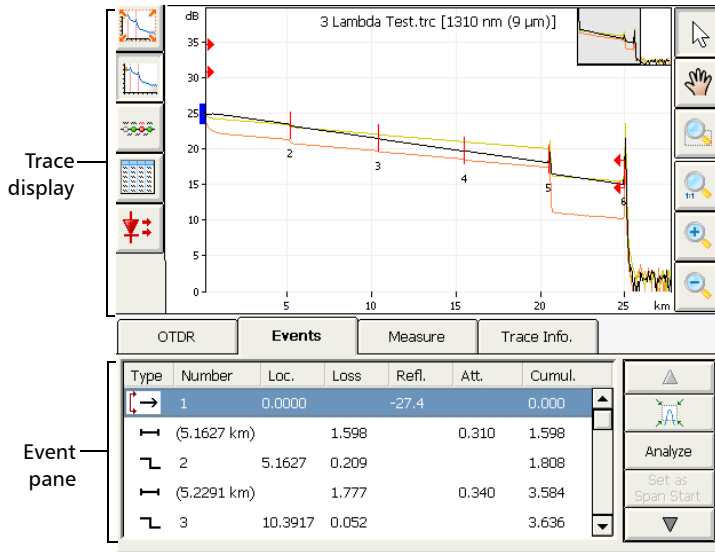 Trace
display
dB
3 Lambda Test.trc [1310 nm (9 µm)]
35
30
25
20
15
10
5
0
2
3
4
5
6
5
10
15
20
25
km
1:1
OTDR
Events
Measure
Trace Info.
Event
pane
Type Number Loc. Loss Refl. Att. Cumul.
1 0.0000 -27.4 0.000
(5.1627 km) 1.598 0.310 1.598
2 5.1627 0.209 1.808
(5.2291 km) 1.777 0.340 3.584
3 10.3917 0.052 3.636
Analyze
Set as
Span Start